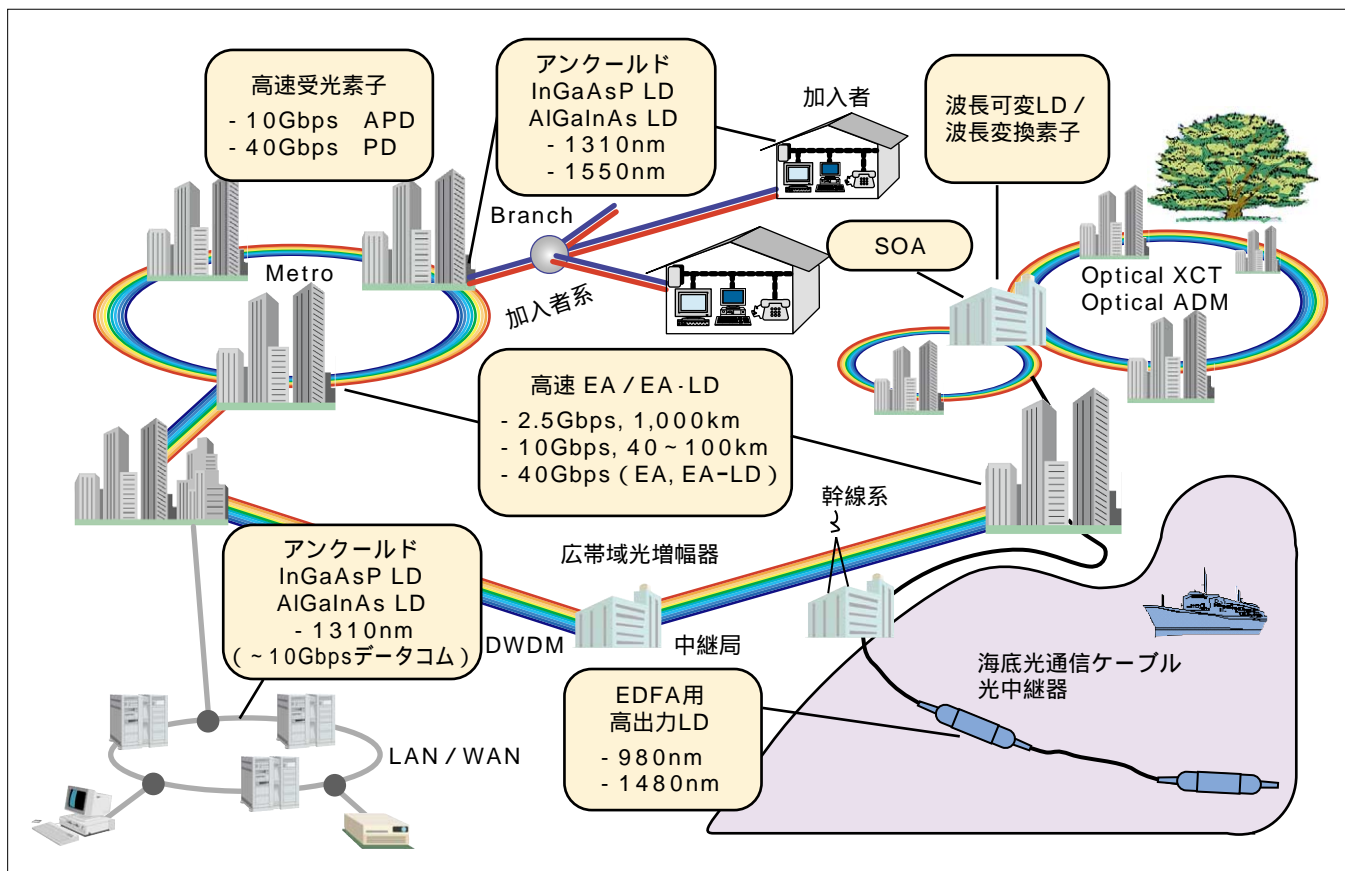 高速受光素子
- 10Gbps APD
- 40Gbps PD
アンクールド
InGaAsP LD
AlGaInAs LD
- 1310nm
- 1550nm
加入者
波長可変LD /
波長変換素子
Branch
SOA
Metro
加入者系
Optical XCT
Optical ADM
高速 EA / EA - LD
- 2.5Gbps, 1,000km
- 10Gbps, 40 ~ 100km
- 40Gbps ( EA, EA-LD )
幹線系
広帯域光増幅器
アンクールド
InGaAsP LD
AlGaInAs LD
- 1310nm
( ~ 10Gbpsデータコム )
DWDM
中継局
海底光通信ケーブル
光中継器
EDFA用
高出力LD
- 980nm
- 1480nm
LAN / WAN